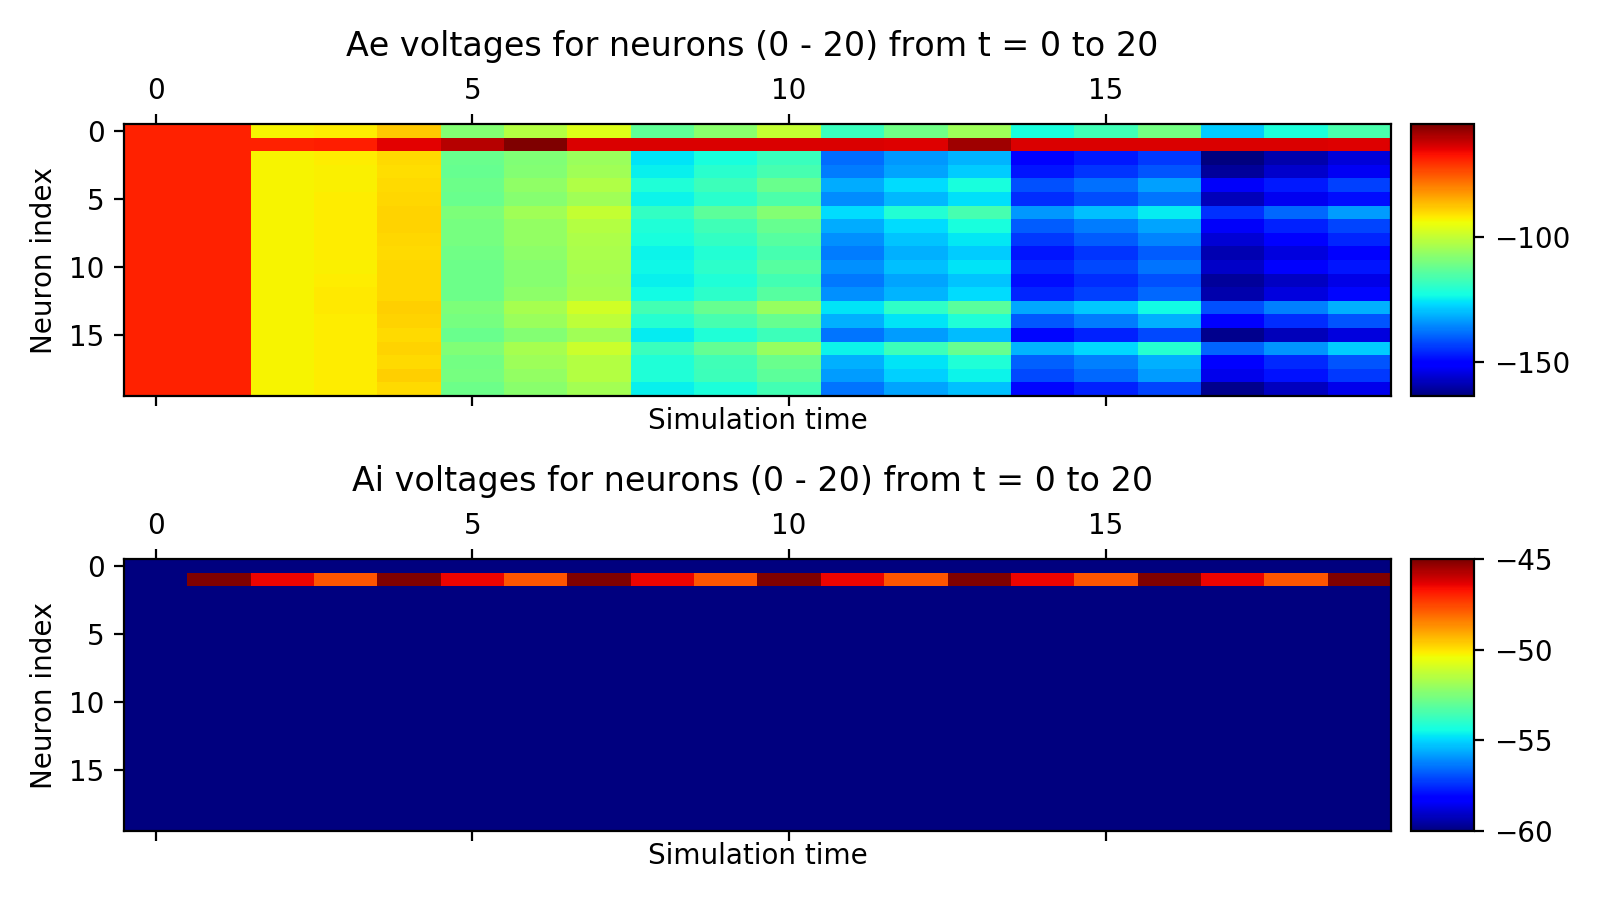 Ae voltages for neurons (0 - 20) from t = 0 to 20
0 5 10 15
Neuron index
0
5
10
15
Simulation time
−100
−150
Ai voltages for neurons (0 - 20) from t = 0 to 20
0 5 10 15
Neuron index
0
5
10
15
Simulation time
−45
−50
−55
−60